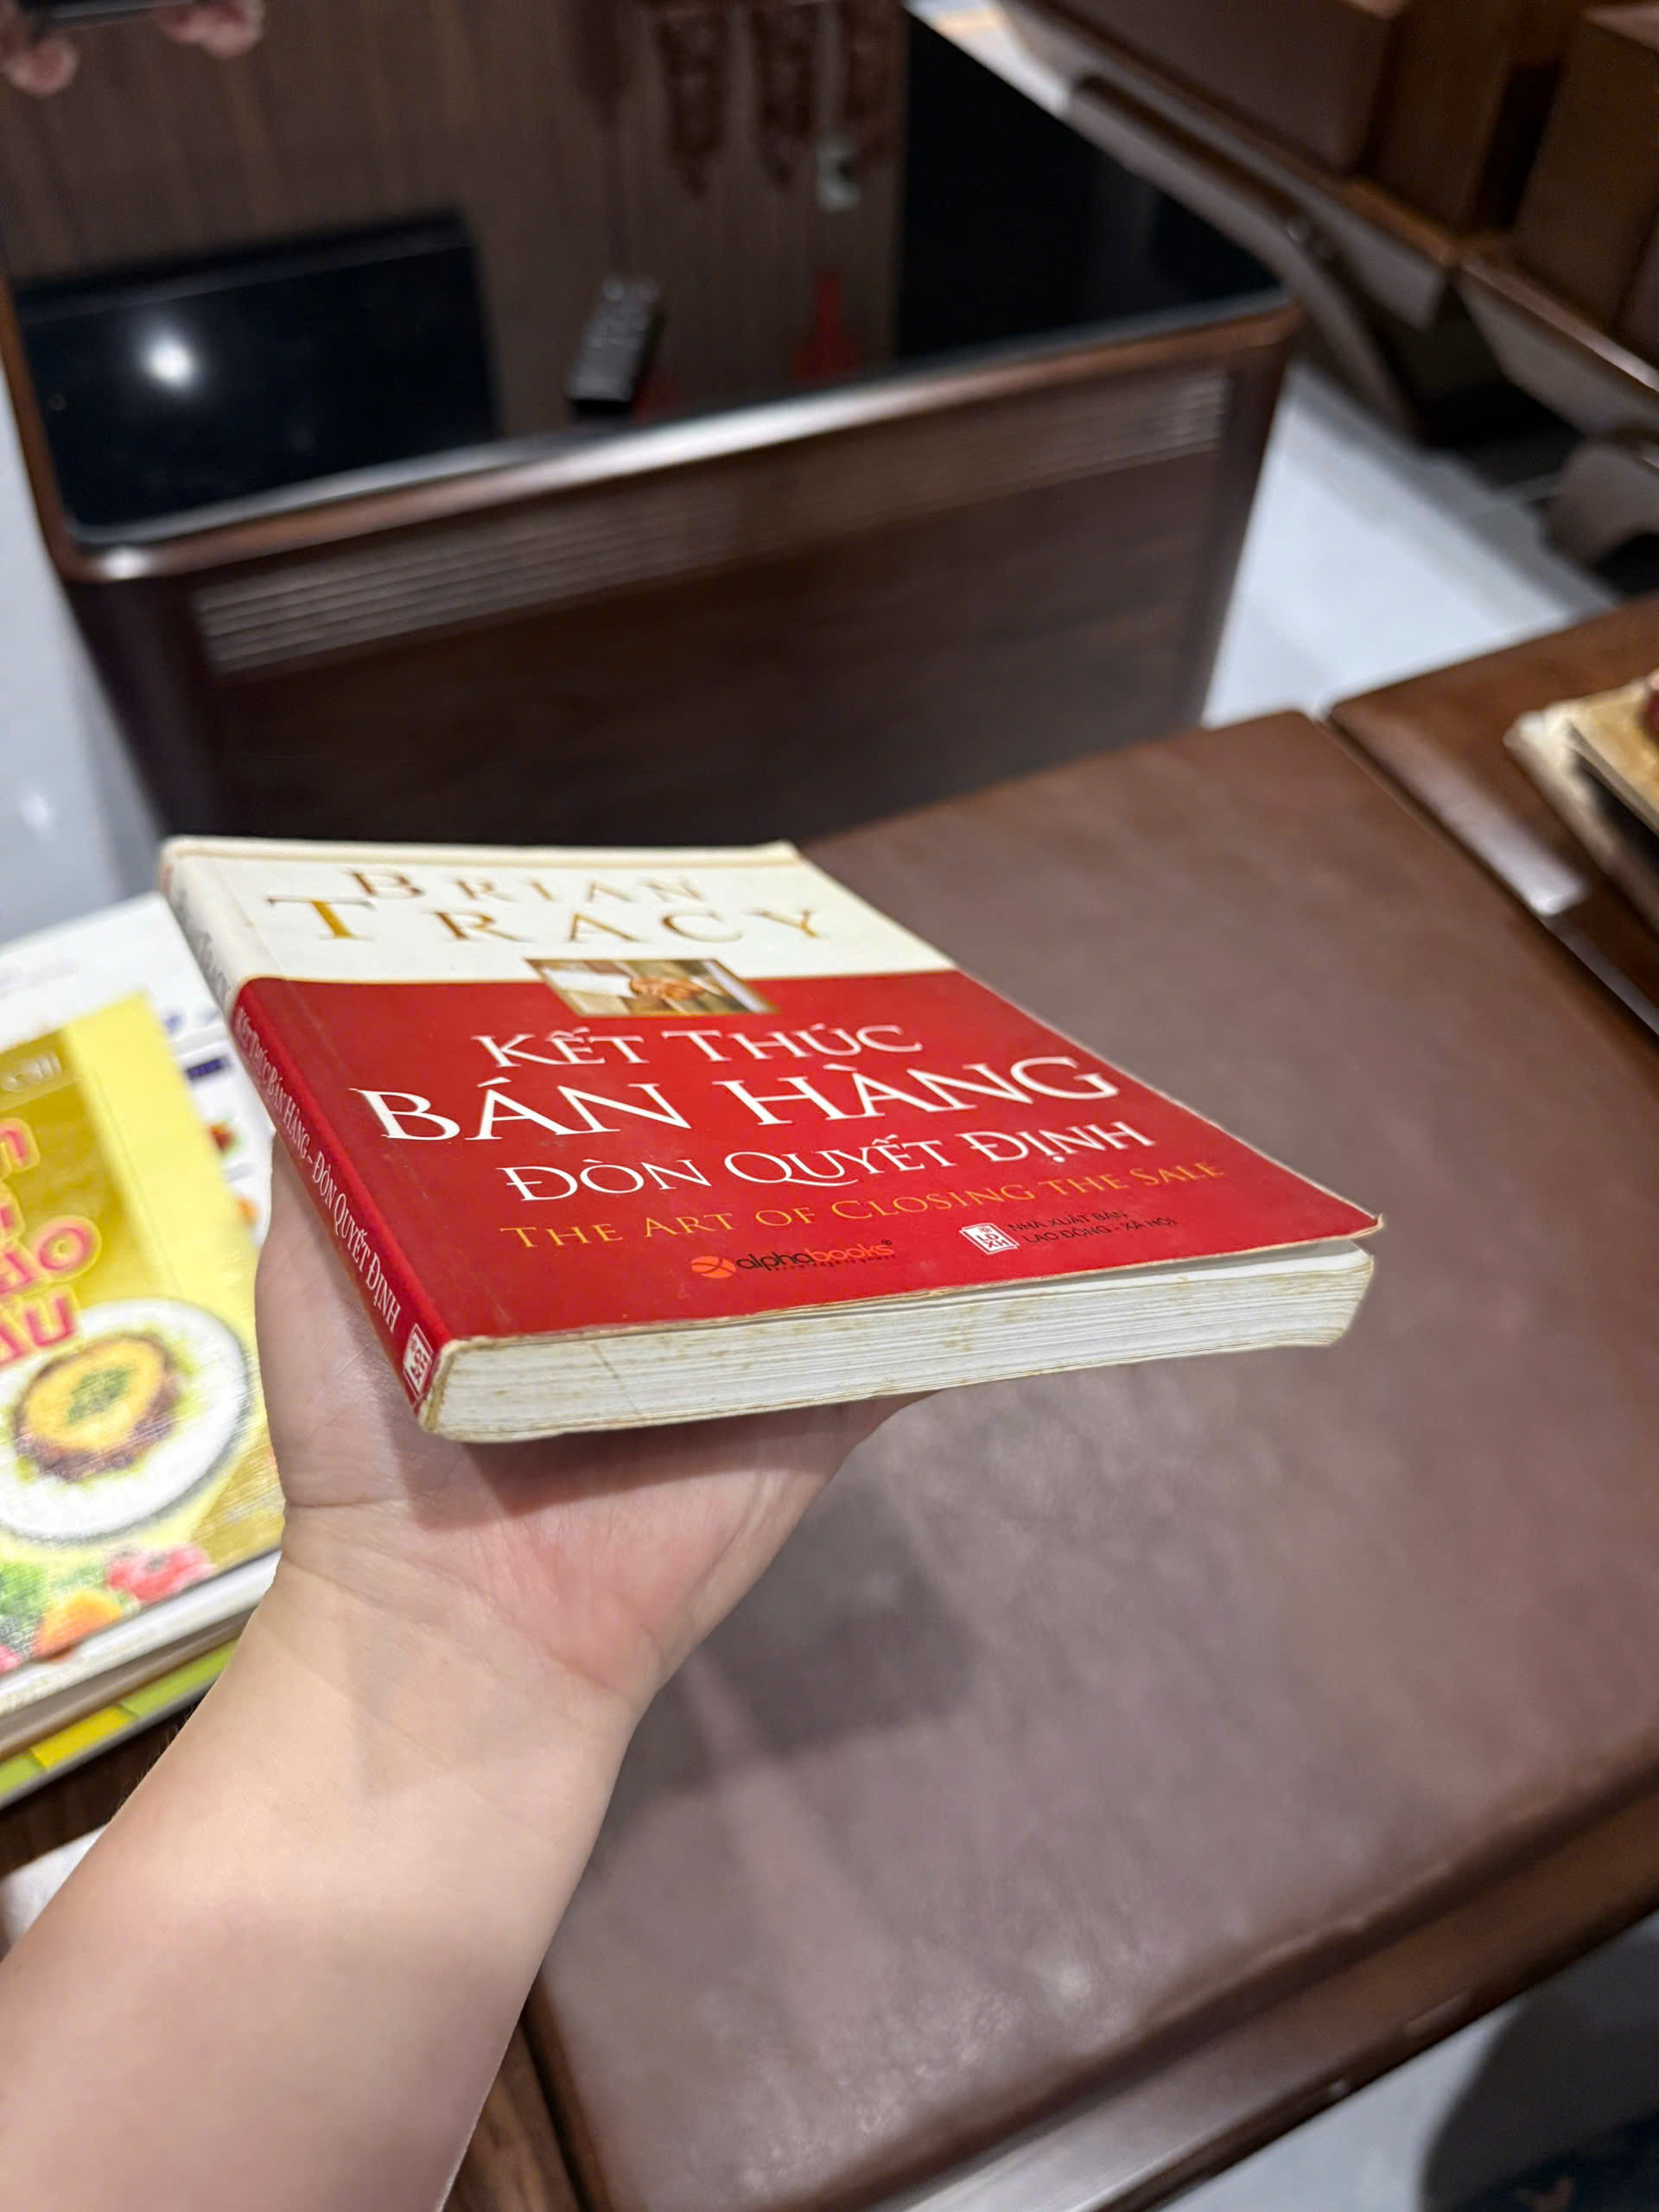 BRIAN
TRACY
KẾT THÚC
BÁN HÀNG
ĐÒN QUYẾT ĐỊNH
THE ART OF CLOSING THE SALE
alphabooks®
NHÀ XUẤT BẢN
LAO ĐỘNG - XÃ HỘI
KẾT THÚC BÁN HÀNG - ĐÒN QUYẾT ĐỊNH